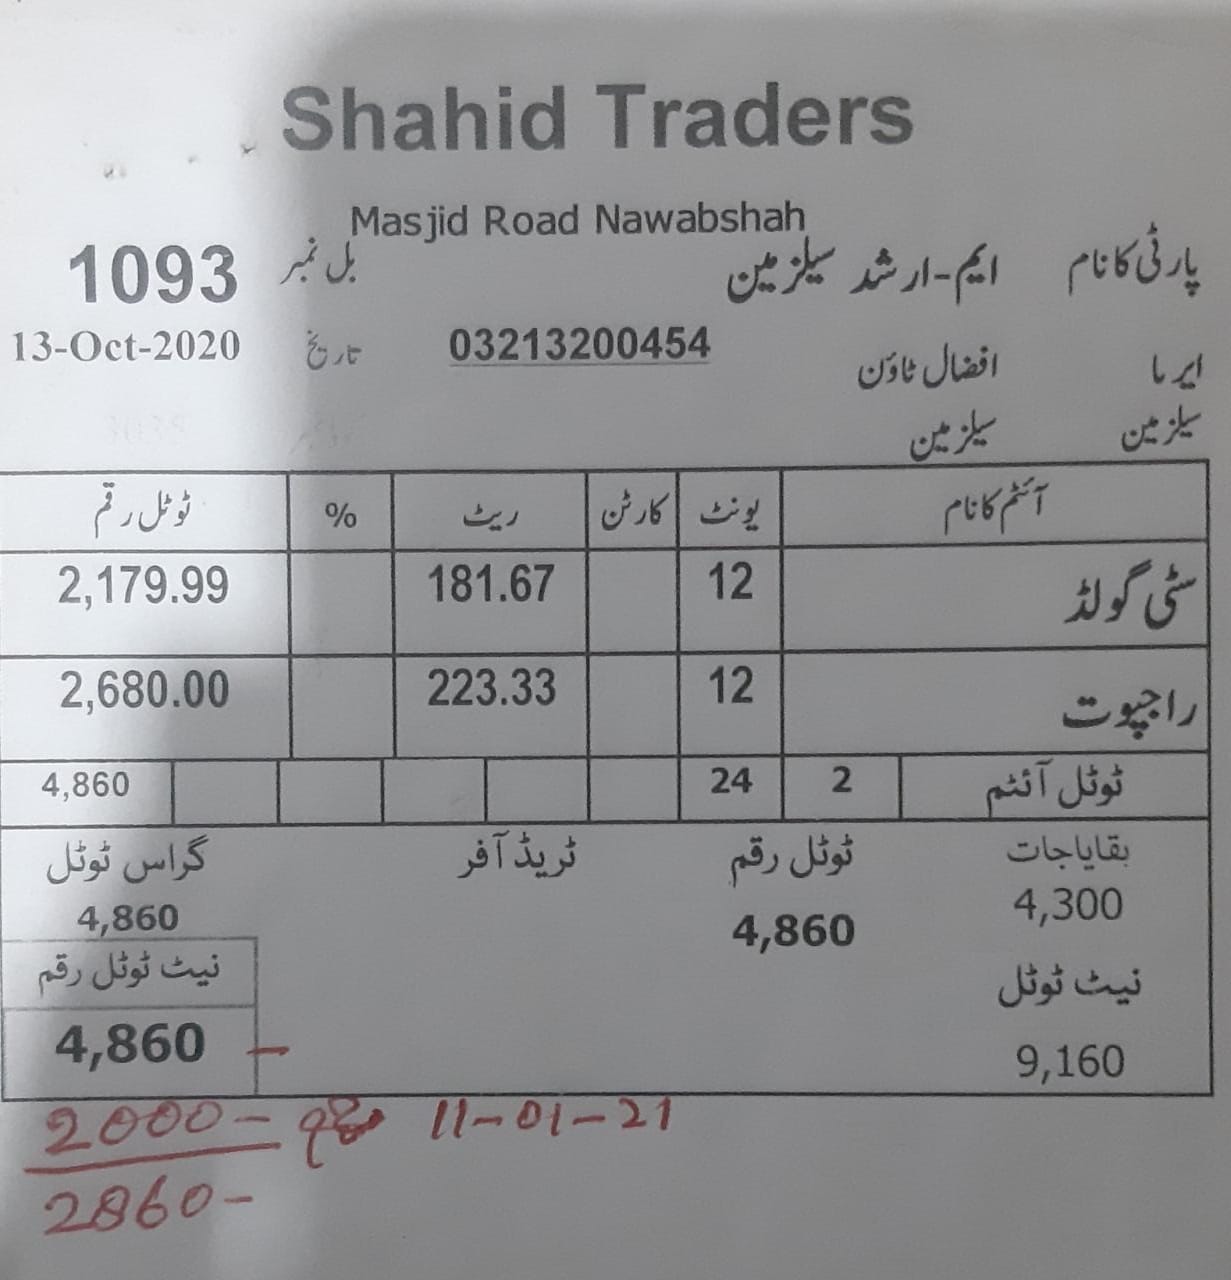 Shahid Traders
Masjid Road Nawabshah
پارٹی کا نام ایم-ارشد سیلزمین بل نمبر 1093
03213200454 تاریخ 13-Oct-2020
ایریا افضال ٹاؤن
سیلزمین سیلزمین
آئٹم کا نام یونٹ کارٹن ریٹ % ٹوٹل رقم
سٹی گولڈ 12 181.67 2,179.99
راجپوت 12 223.33 2,680.00
ٹوٹل آئٹم 2 24 4,860
بقایاجات ٹوٹل رقم ٹریڈ آفر گراس ٹوٹل
4,300 4,860 4,860
نیٹ ٹوٹل نیٹ ٹوٹل رقم
9,160 4,860 –
2000– 11-01-21
2860–